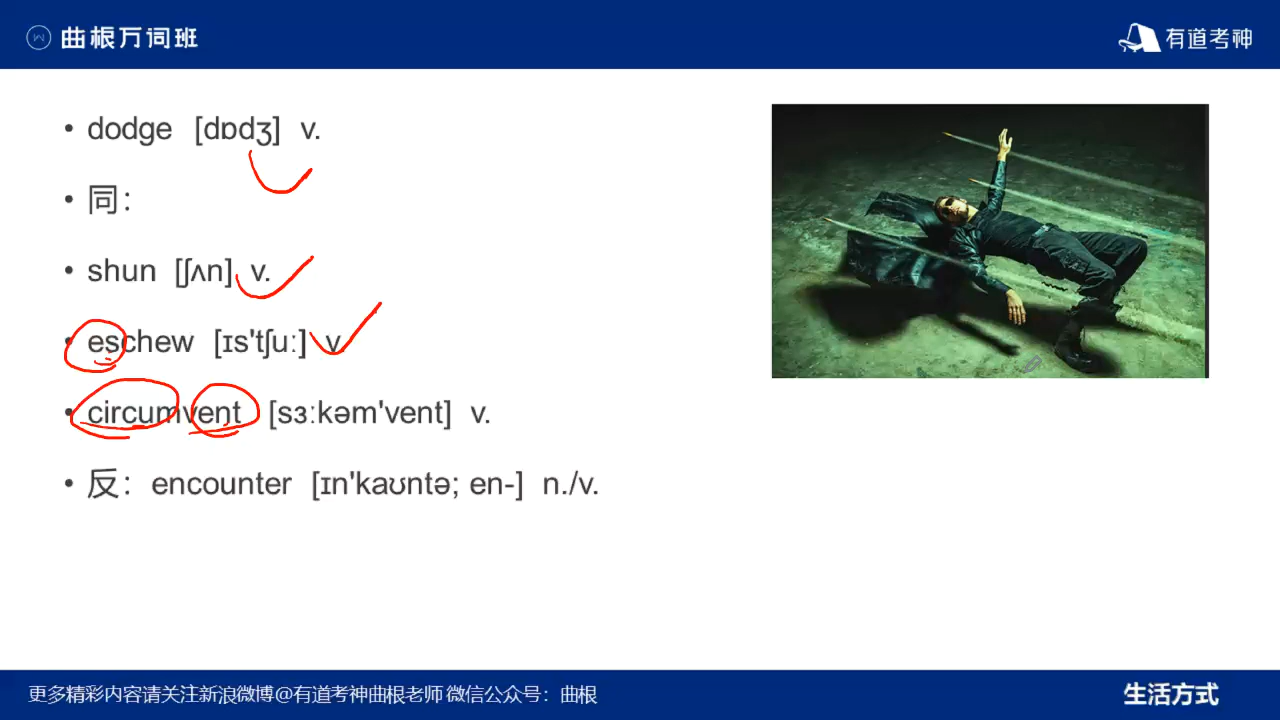 曲根万词班
有道考神
• dodge [dɒdʒ] v.
• 同：
• shun [ʃʌn] v.
• eschew [ɪs'tʃuː] v.
• circumvent [sɜːkəm'vent] v.
• 反：encounter [ɪn'kaʊntə; en-] n./v.
更多精彩内容请关注新浪微博@有道考神曲根老师 微信公众号：曲根
生活方式